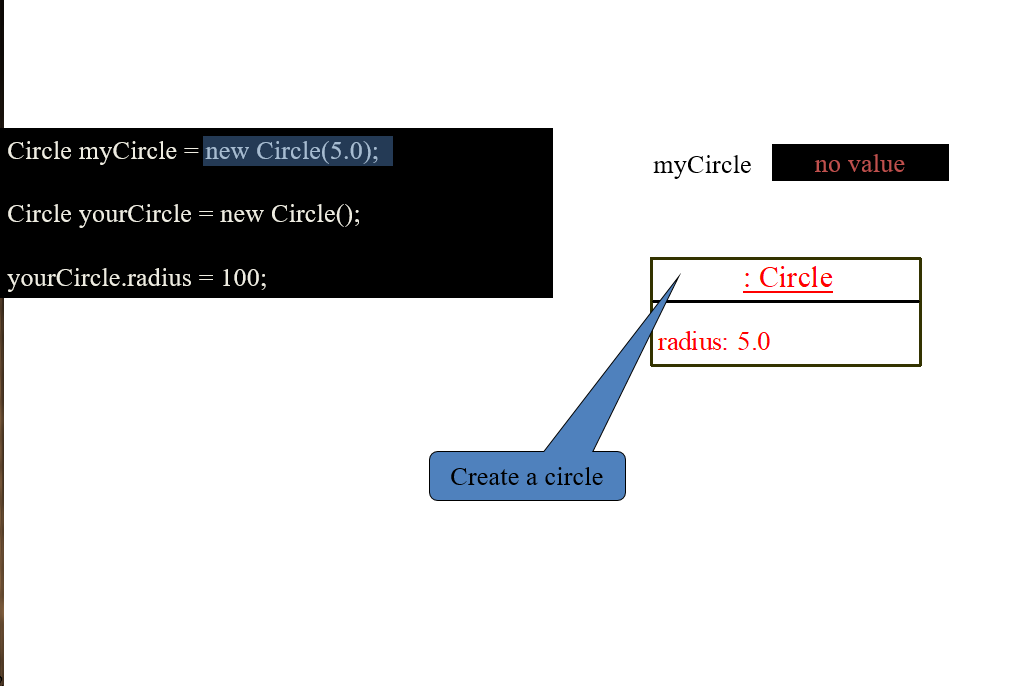 Circle myCircle = new Circle(5.0);
Circle yourCircle = new Circle();
yourCircle.radius = 100;
myCircle
no value
: Circle
radius: 5.0
Create a circle